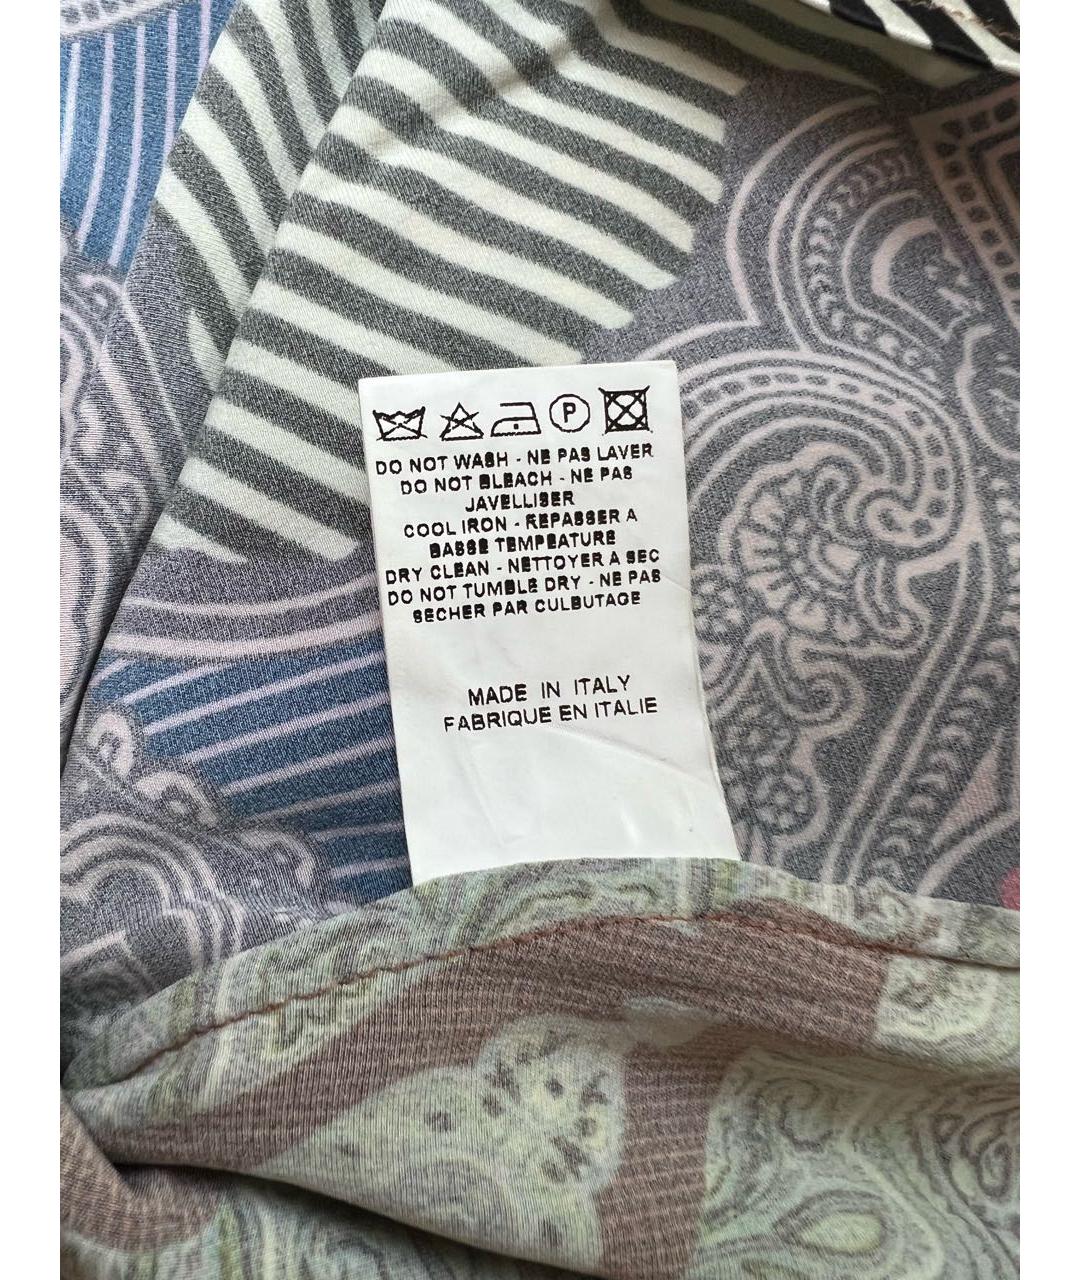 P
DO NOT WASH - NE PAS LAVER
DO NOT BLEACH - NE PAS
JAVELLISER
COOL IRON - REPASSER A
BASSE TEMPEATURE
DRY CLEAN - NETTOYER A SEC
DO NOT TUMBLE DRY - NE PAS
SECHER PAR CULBUTAGE
MADE IN ITALY
FABRIQUE EN ITALIE